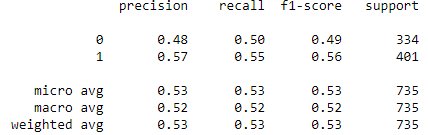 precision recall f1-score support
0 0.48 0.50 0.49 334
1 0.57 0.55 0.56 401
micro avg 0.53 0.53 0.53 735
macro avg 0.52 0.52 0.52 735
weighted avg 0.53 0.53 0.53 735